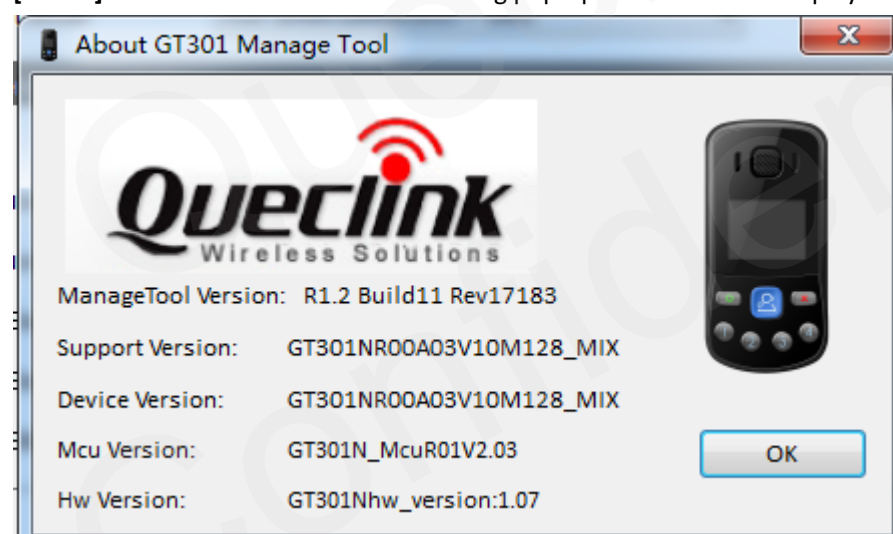 About GT301 Manage Tool
Queclink
Wireless Solutions
ManageTool Version: R1.2 Build11 Rev17183
Support Version: GT301NR00A03V10M128_MIX
Device Version: GT301NR00A03V10M128_MIX
Mcu Version: GT301N_McuR01V2.03
OK
Hw Version: GT301Nhw_version:1.07